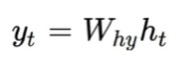 y_t = W_{hy} h_t